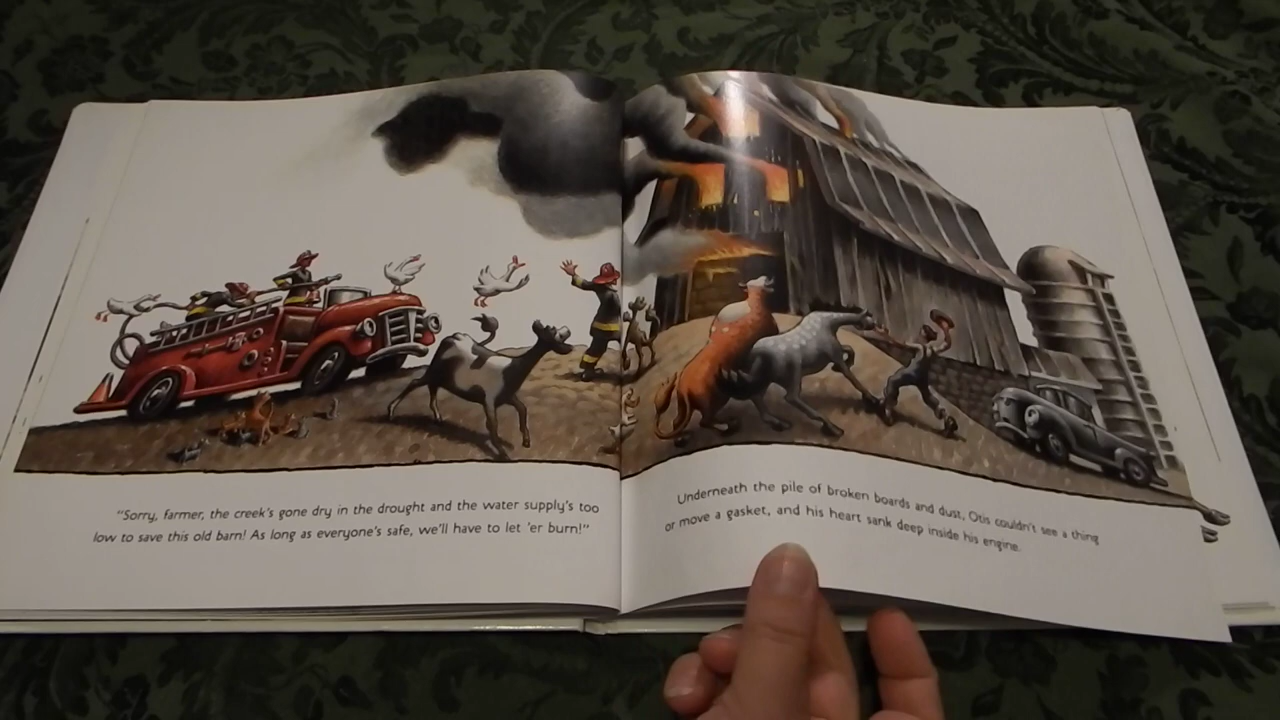 "Sorry, farmer, the creek's gone dry in the drought and the water supply's too
low to save this old barn! As long as everyone's safe, we'll have to let 'er burn!"
Underneath the pile of broken boards and dust, Otis couldn't see a thing
or move a gasket, and his heart sank deep inside his engine.